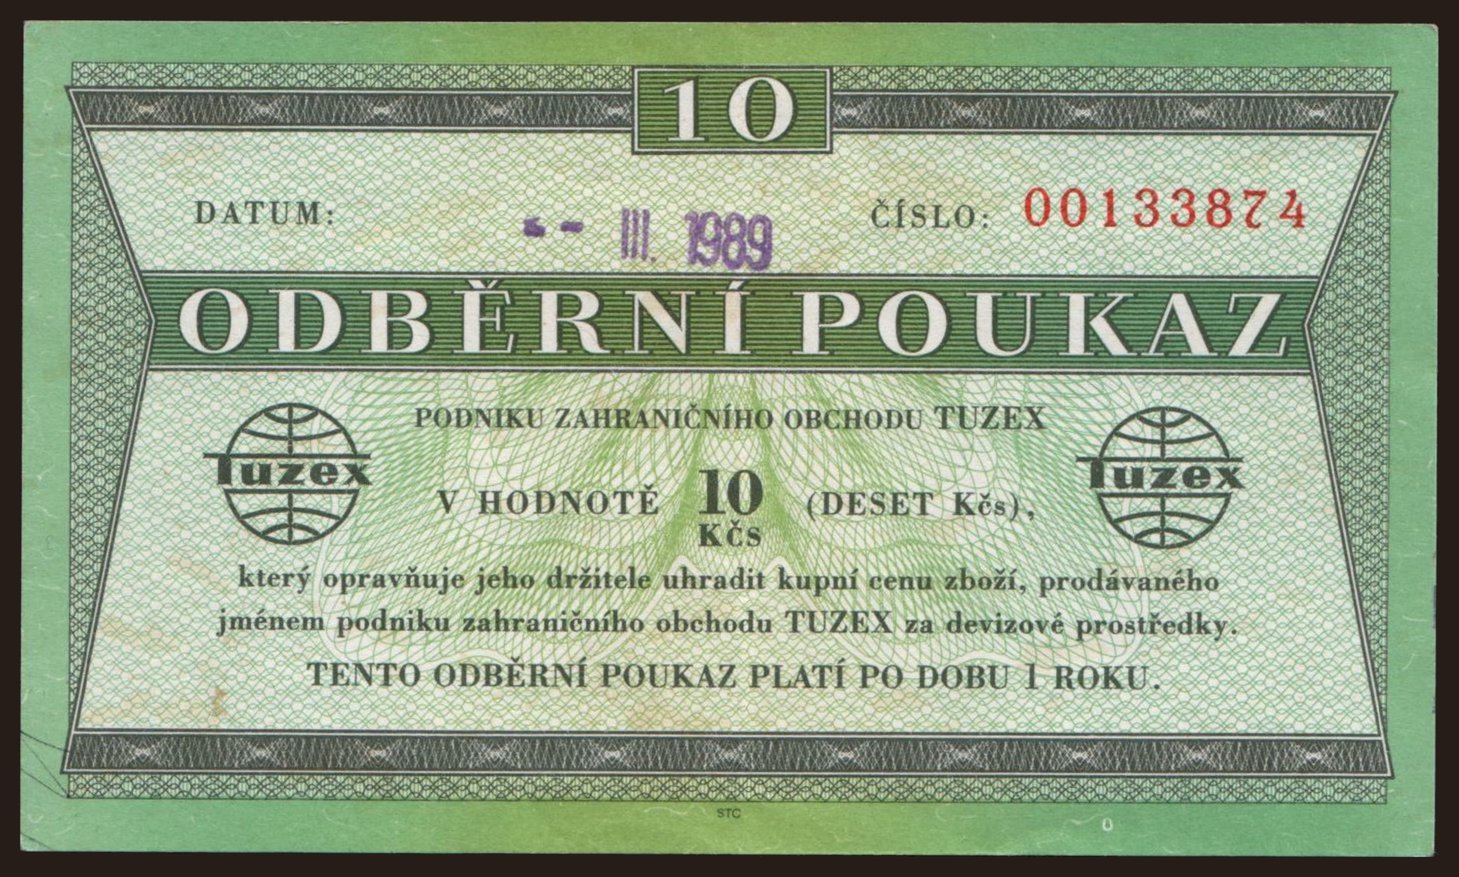 10
DATUM: - III. 1989 ČÍSLO: 00133874
ODBĚRNÍ POUKAZ
PODNIKU ZAHRANIČNÍHO OBCHODU TUZEX
Tuzex V HODNOTĚ 10 Kčs (DESET Kčs), Tuzex
který opravňuje jeho držitele uhradit kupní cenu zboží, prodávaného
jménem podniku zahraničního obchodu TUZEX za devizové prostředky.
TENTO ODBĚRNÍ POUKAZ PLATÍ PO DOBU 1 ROKU.
STC